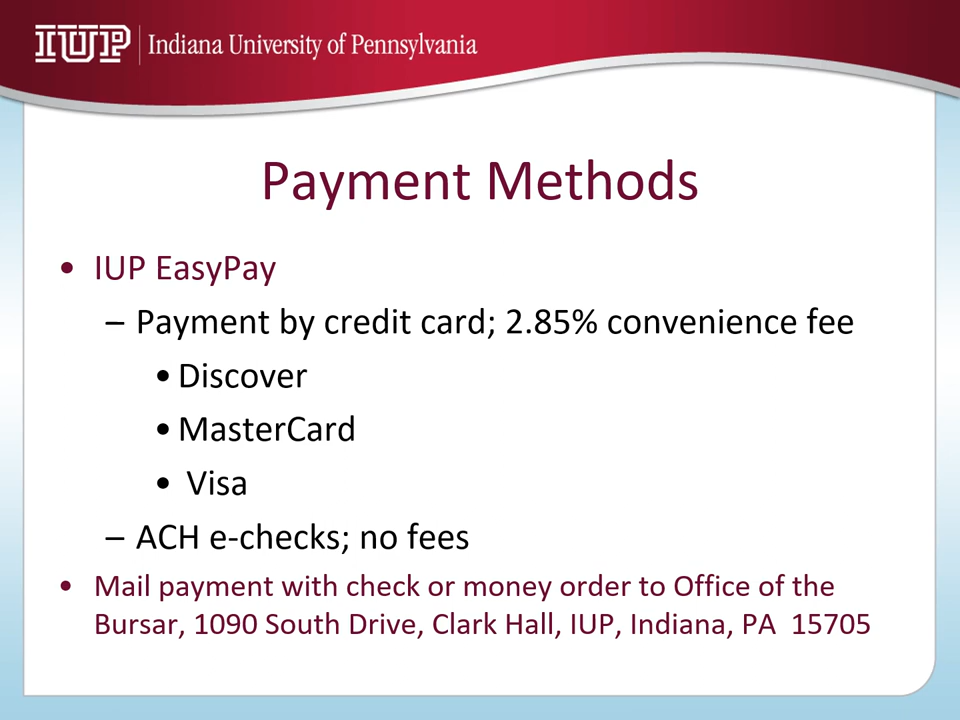 IUP Indiana University of Pennsylvania
Payment Methods
• IUP EasyPay
– Payment by credit card; 2.85% convenience fee
• Discover
• MasterCard
• Visa
– ACH e-checks; no fees
• Mail payment with check or money order to Office of the
Bursar, 1090 South Drive, Clark Hall, IUP, Indiana, PA 15705